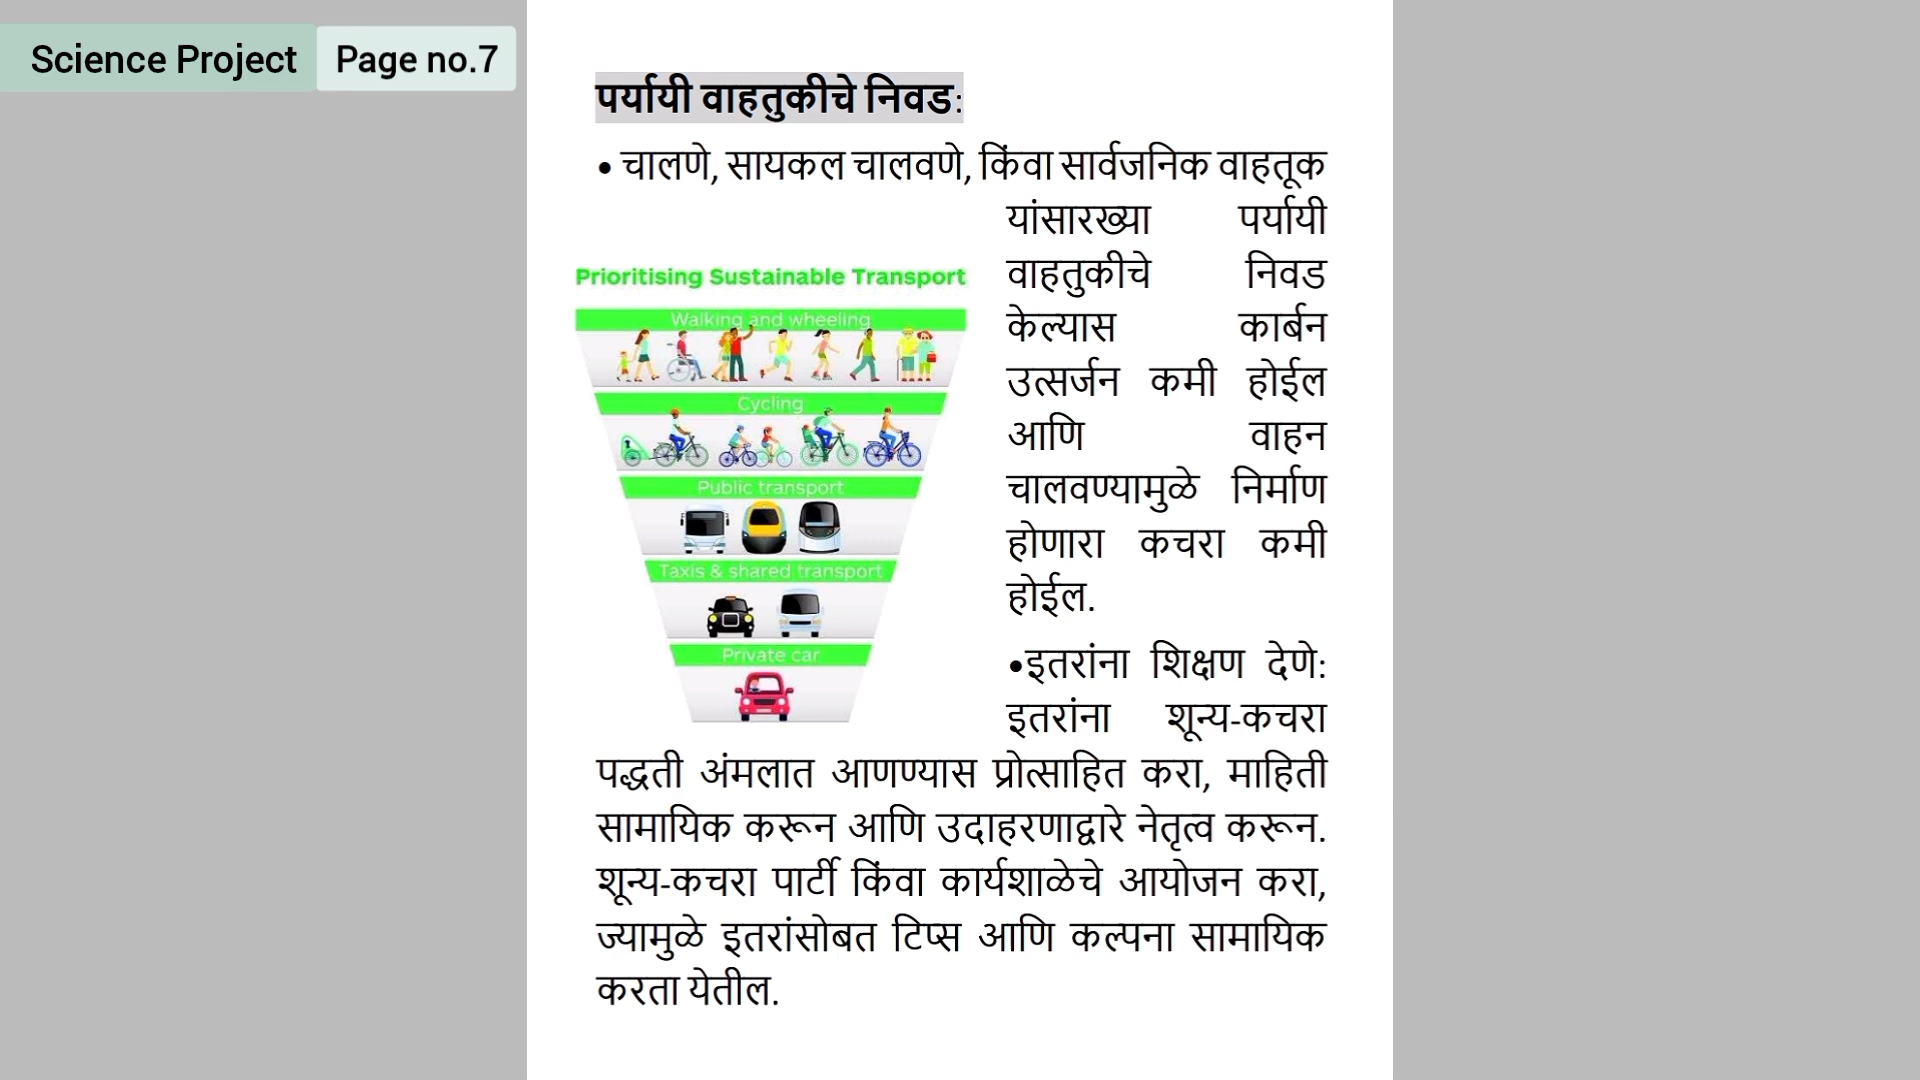 Science Project
Page no.7
पर्यायी वाहतुकीचे निवड:
• चालणे, सायकल चालवणे, किंवा सार्वजनिक वाहतूक
यांसारख्या पर्यायी
वाहतुकीचे निवड
केल्यास कार्बन
उत्सर्जन कमी होईल
आणि वाहन
चालवण्यामुळे निर्माण
होणारा कचरा कमी
होईल.
Prioritising Sustainable Transport
Walking and wheeling
Cycling
Public transport
Taxis & shared transport
Private car
•इतरांना शिक्षण देणे:
इतरांना शून्य-कचरा
पद्धती अंमलात आणण्यास प्रोत्साहित करा, माहिती
सामायिक करून आणि उदाहरणाद्वारे नेतृत्व करून.
शून्य-कचरा पार्टी किंवा कार्यशाळेचे आयोजन करा,
ज्यामुळे इतरांसोबत टिप्स आणि कल्पना सामायिक
करता येतील.